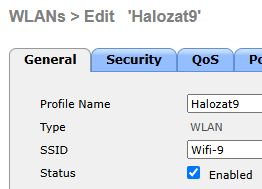 WLANs > Edit 'Halozat9'
General Security QoS
Profile Name Halozat9
Type WLAN
SSID Wifi-9
Status Enabled